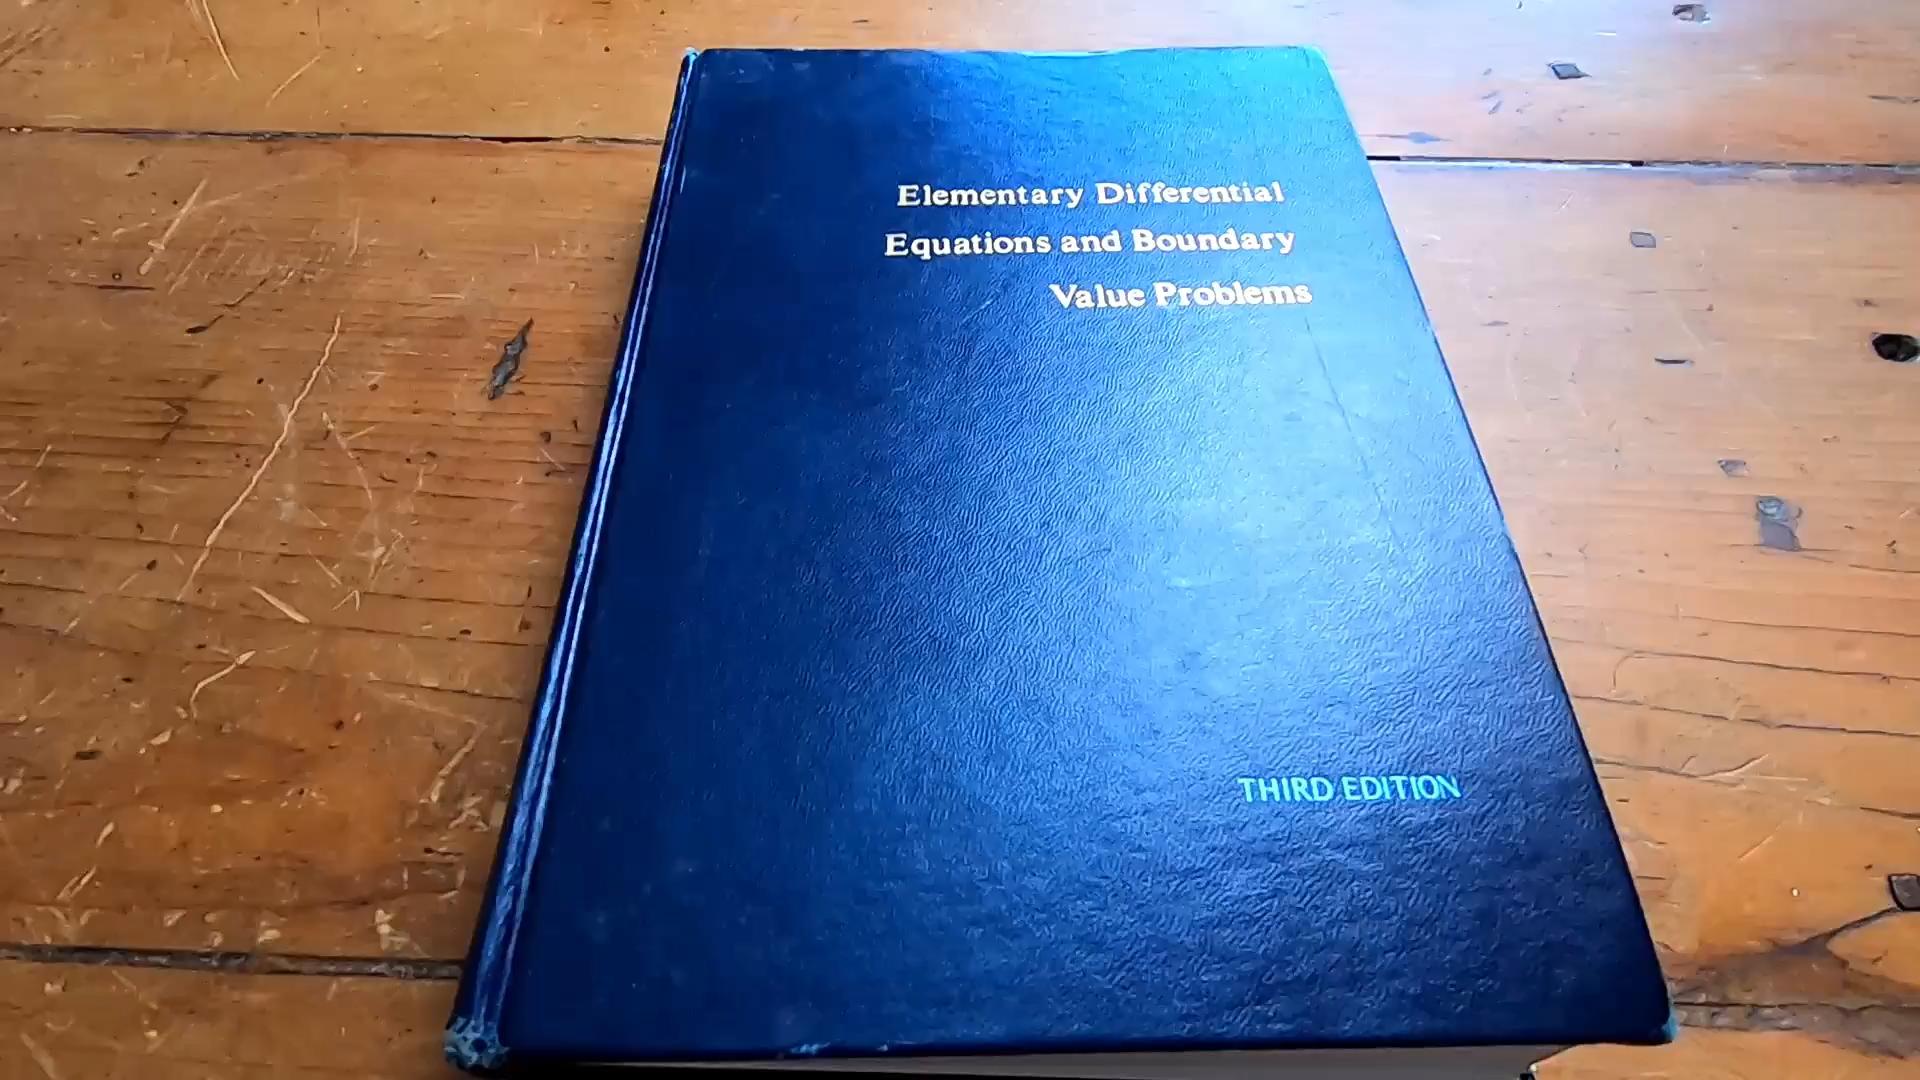 Elementary Differential
Equations and Boundary
Value Problems
THIRD EDITION